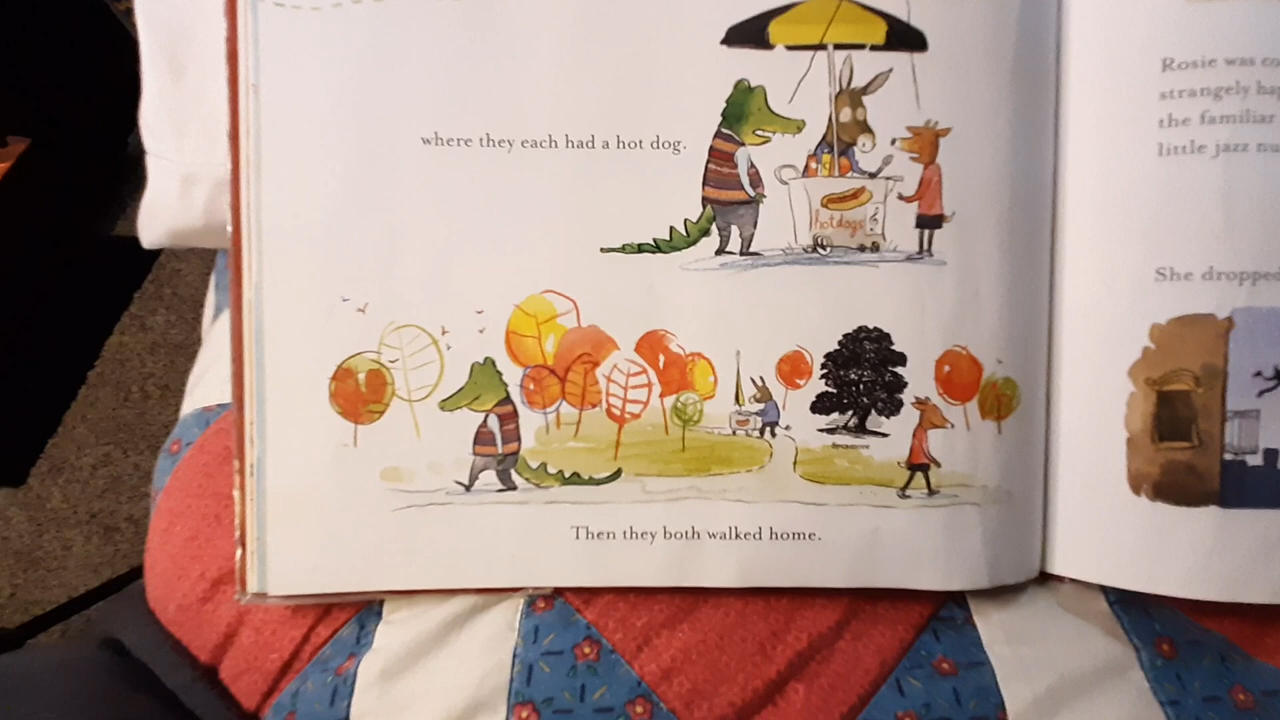 where they each had a hot dog.
hotdogs
Then they both walked home.
Rosie was
strangely
the familiar
little jazz
She dropped